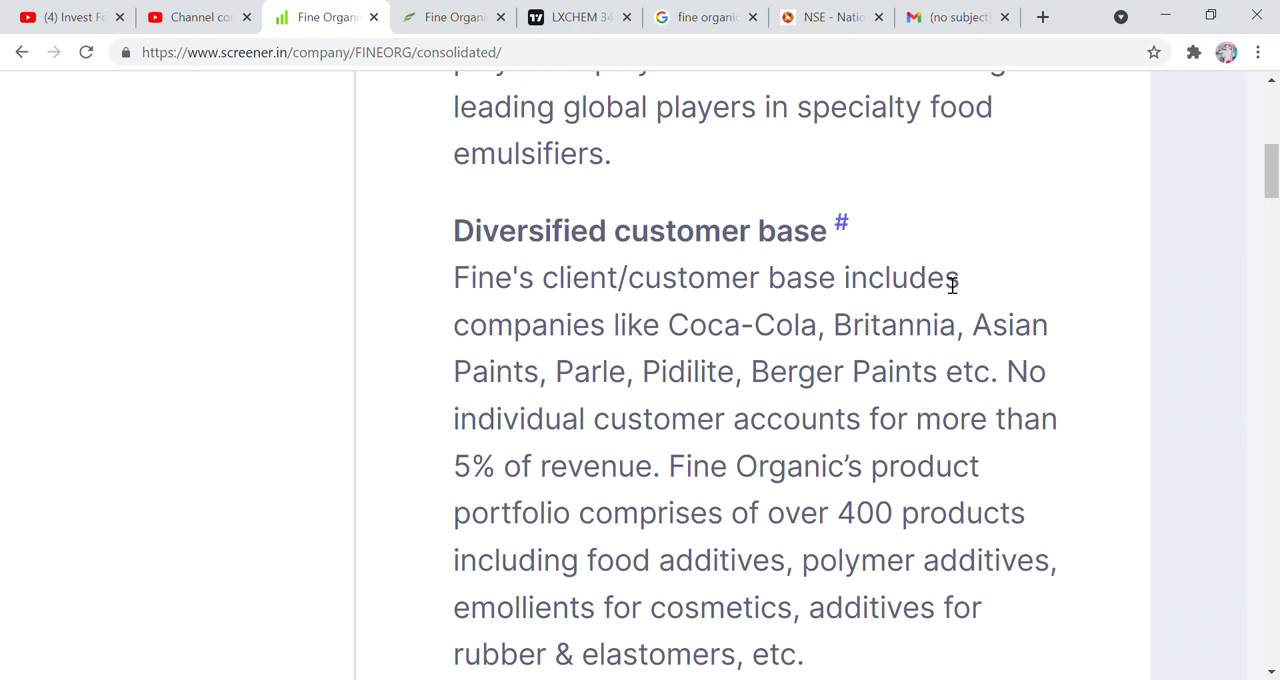 (4) Invest Fo
Channel co
Fine Organi
Fine Organi
LXCHEM 34
fine organic
NSE - Natio
(no subject)
https://www.screener.in/company/FINEORG/consolidated/
leading global players in specialty food
emulsifiers.
Diversified customer base #
Fine's client/customer base includes
companies like Coca-Cola, Britannia, Asian
Paints, Parle, Pidilite, Berger Paints etc. No
individual customer accounts for more than
5% of revenue. Fine Organic’s product
portfolio comprises of over 400 products
including food additives, polymer additives,
emollients for cosmetics, additives for
rubber & elastomers, etc.